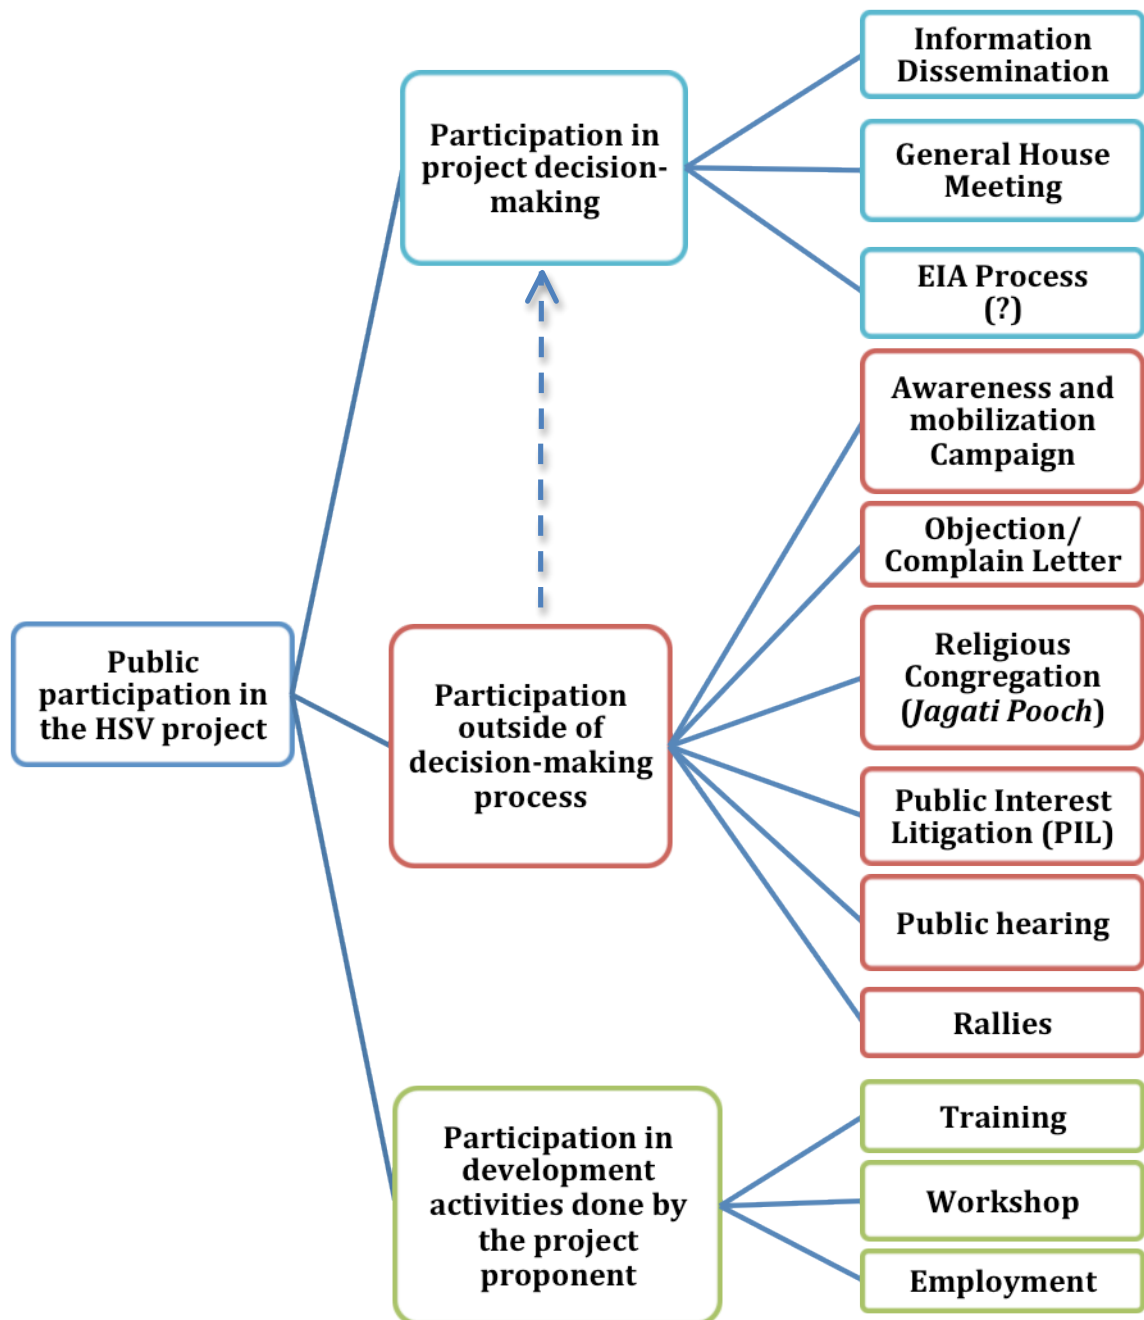 Public
participation in
the HSV project
Participation in
project decision-
making
Information
Dissemination
General House
Meeting
EIA Process
(?)
Participation
outside of
decision-making
process
Awareness and
mobilization
Campaign
Objection/
Complain Letter
Religious
Congregation
(Jagati Pooch)
Public Interest
Litigation (PIL)
Public hearing
Rallies
Participation in
development
activities done by
the project
proponent
Training
Workshop
Employment